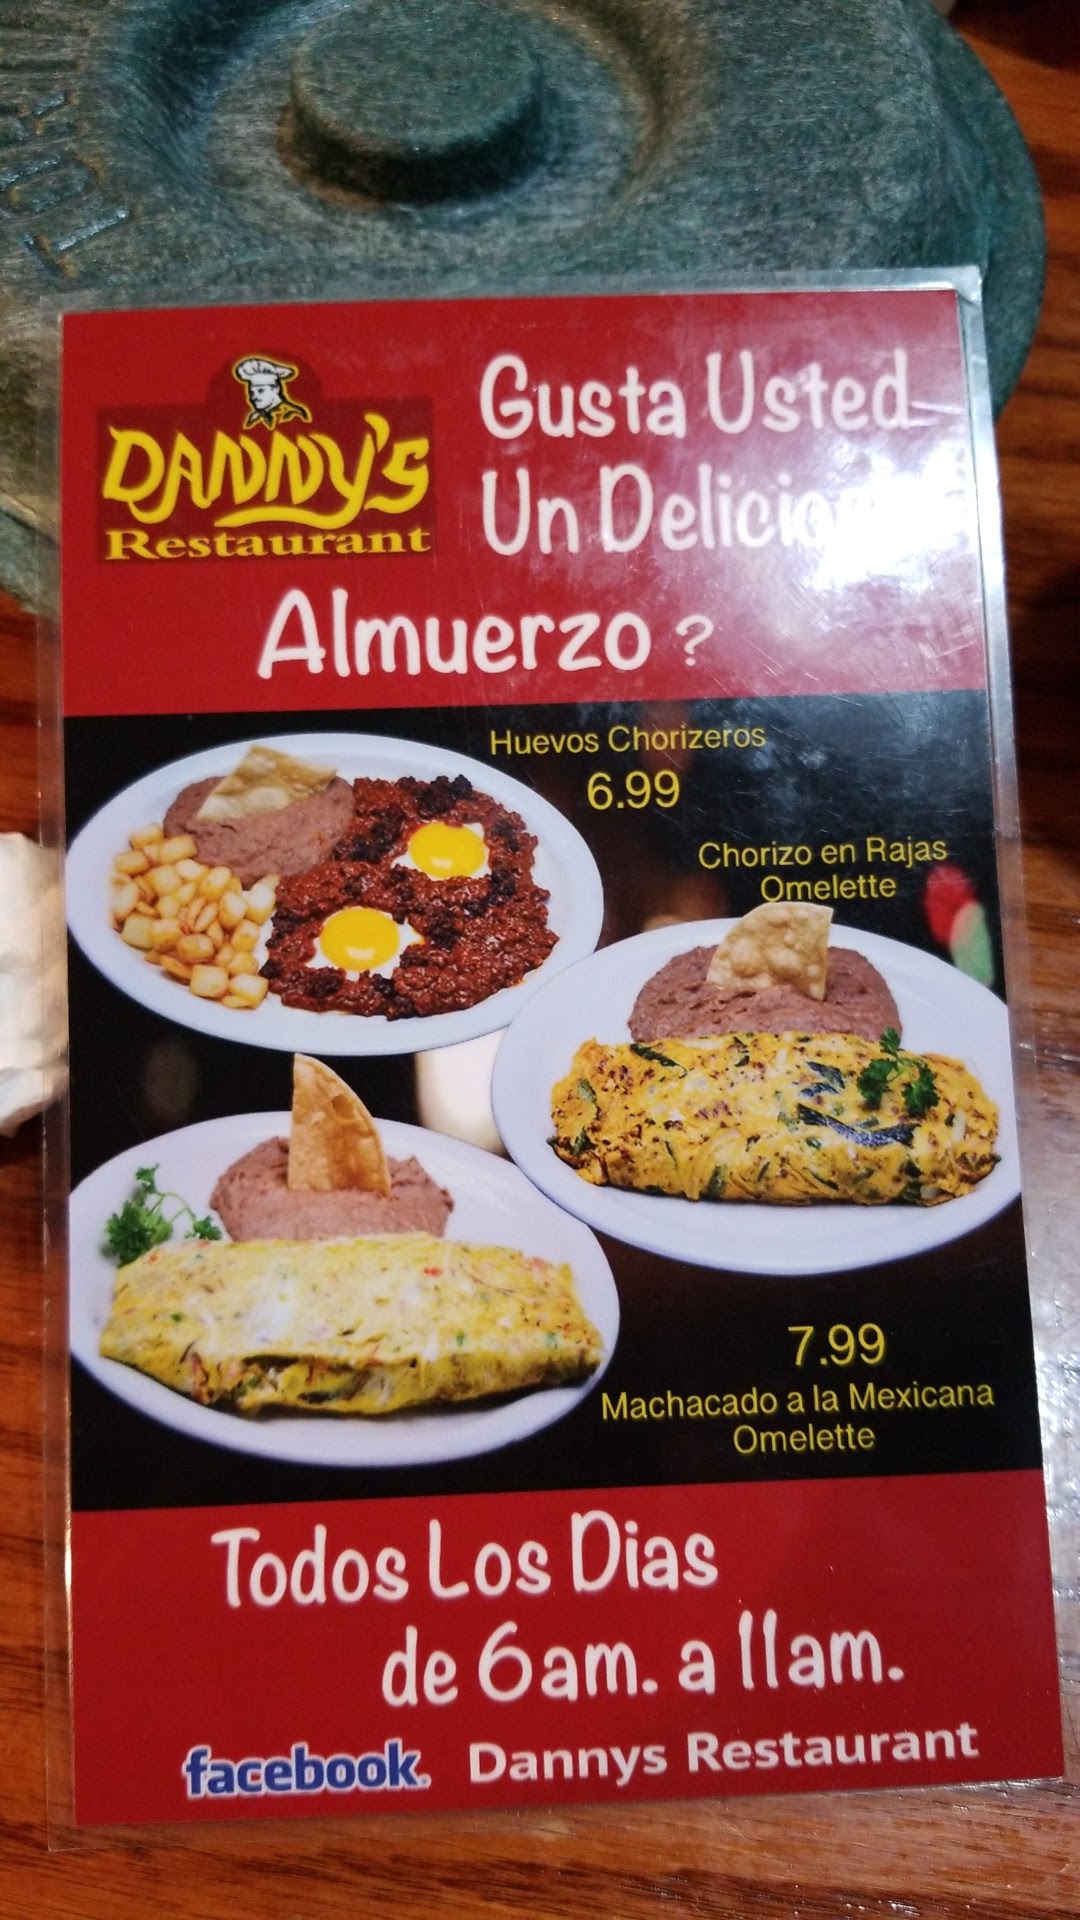 DANNY'S
Restaurant
Gusta Usted
Un
Almuerzo ?
Huevos Chorizeros
6.99
Chorizo en Rajas
Omelette
7.99
Machacado a la Mexicana
Omelette
Todos Los Dias
de 6am. a 11am.
facebook. Dannys Restaurant